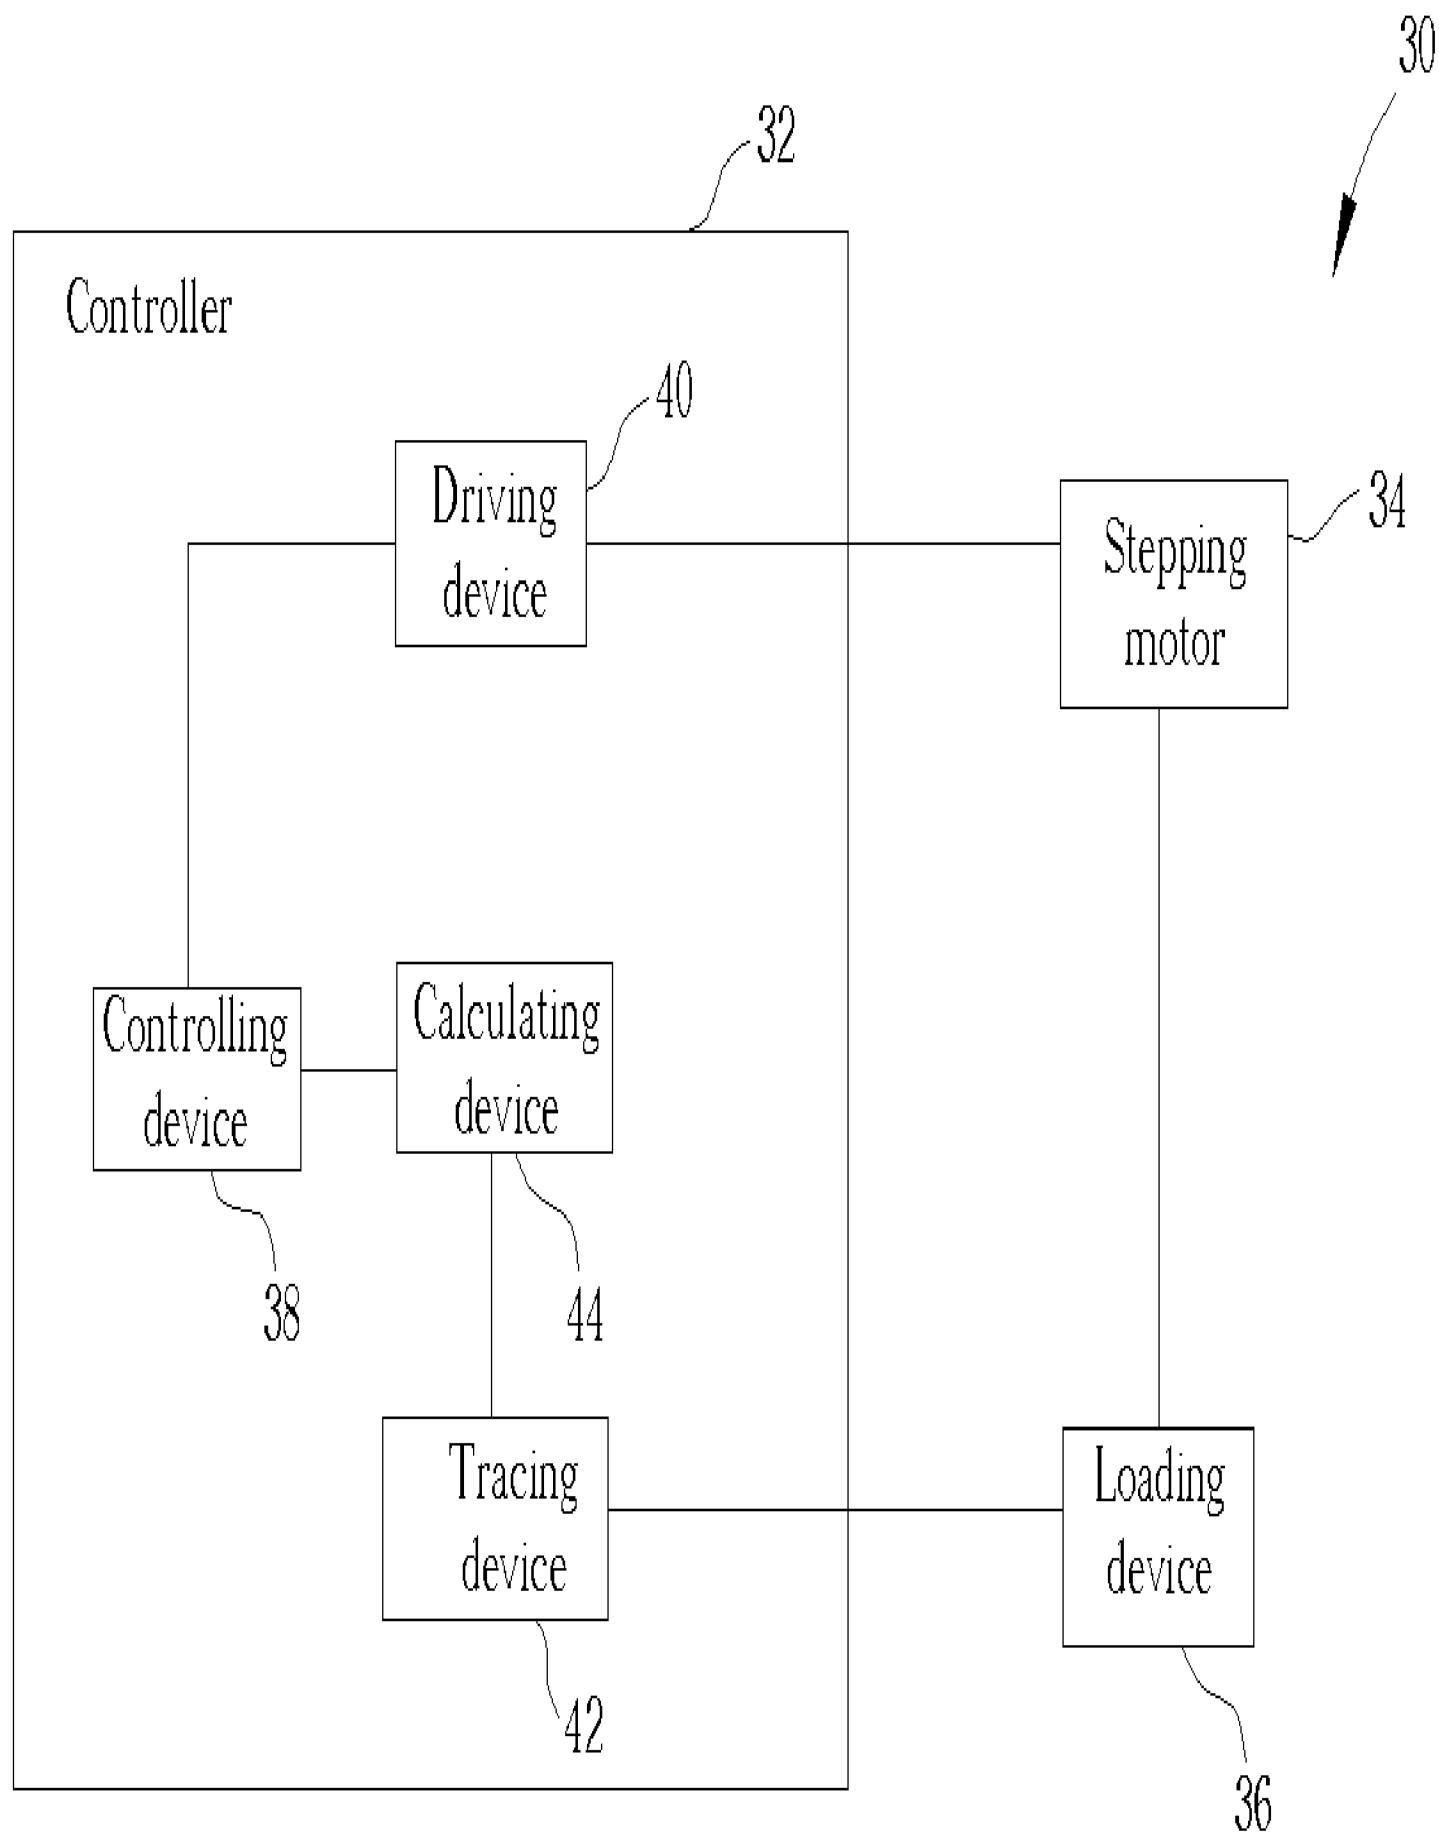 30
32
Controller
40
Driving
device
34
Stepping
motor
Controlling
device
Calculating
device
38
44
Tracing
device
Loading
device
42
36